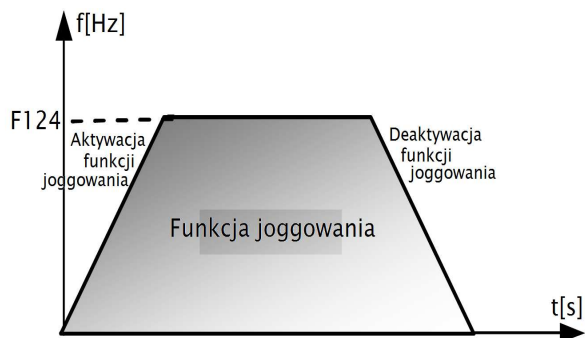 f[Hz]
F124
Aktywacja
funkcji
joggowania
Deaktywacja
funkcji
joggowania
Funkcja joggowania
t[s]